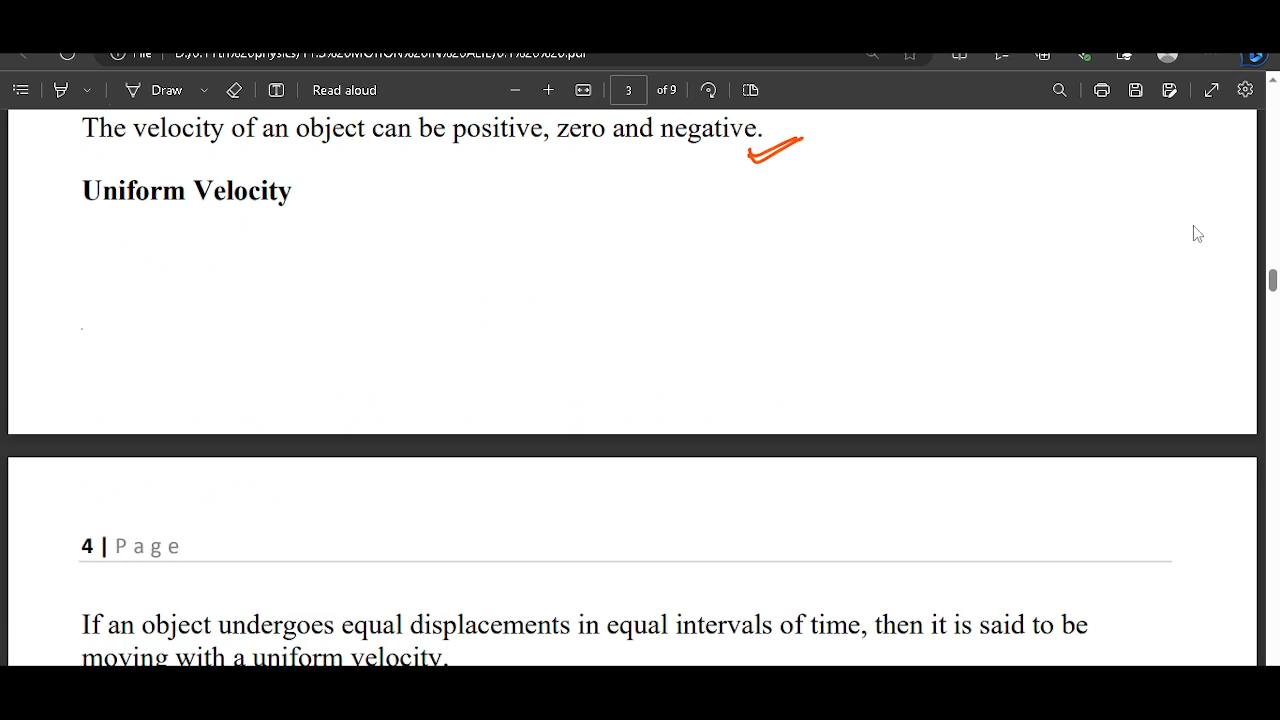 File
Draw
Read aloud
3 of 9
The velocity of an object can be positive, zero and negative.
Uniform Velocity
4 | Page
If an object undergoes equal displacements in equal intervals of time, then it is said to be
moving with a uniform velocity.